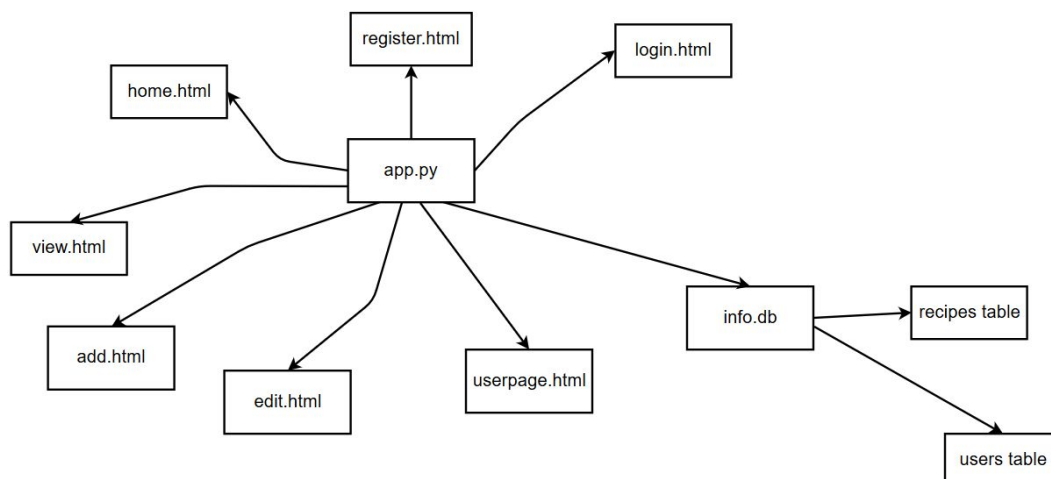 register.html
login.html
home.html
app.py
view.html
info.db
recipes table
add.html
userpage.html
edit.html
users table